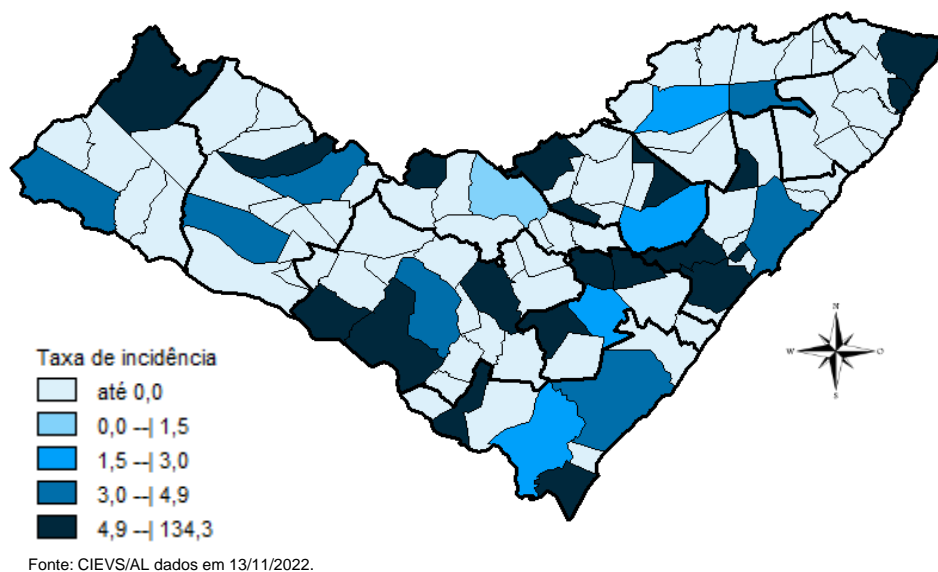 N
W
O
S
Taxa de incidência
até 0,0
0,0 --| 1,5
1,5 --| 3,0
3,0 --| 4,9
4,9 --| 134,3
Fonte: CIEVS/AL dados em 13/11/2022.